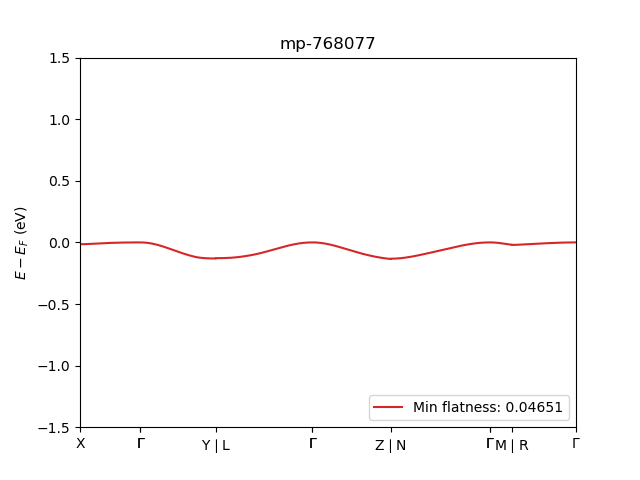 mp-768077
E − E_F (eV)
1.5
1.0
0.5
0.0
−0.5
−1.0
−1.5
Min flatness: 0.04651
X Γ Y | L Γ Z | N Γ M | R Γ